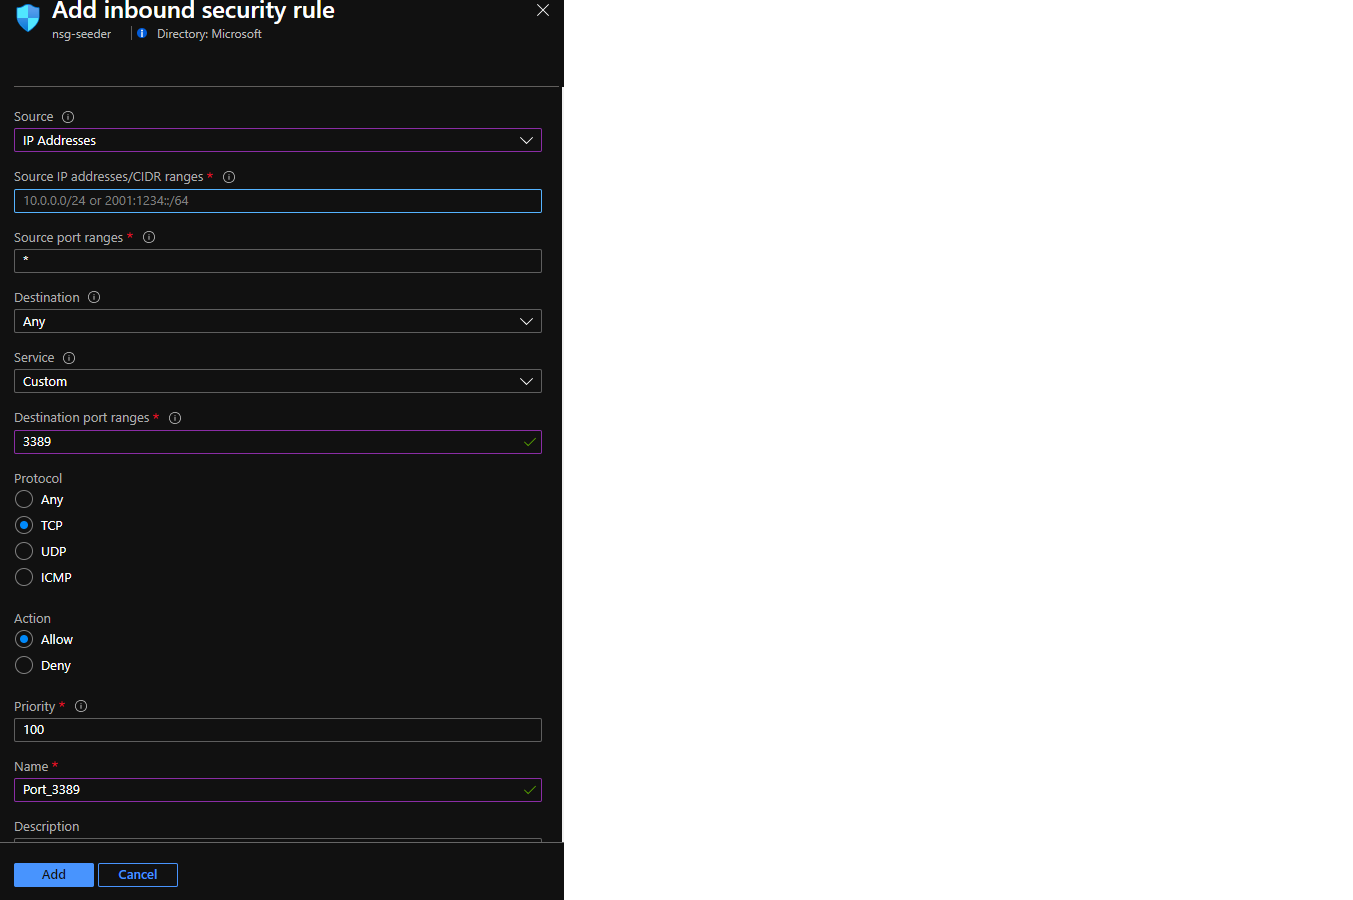 Add inbound security rule
nsg-seeder
Directory: Microsoft
Source
IP Addresses
Source IP addresses/CIDR ranges *
10.0.0.0/24 or 2001:1234::/64
Source port ranges *
*
Destination
Any
Service
Custom
Destination port ranges *
3389
Protocol
Any
TCP
UDP
ICMP
Action
Allow
Deny
Priority *
100
Name *
Port_3389
Description
Add Cancel